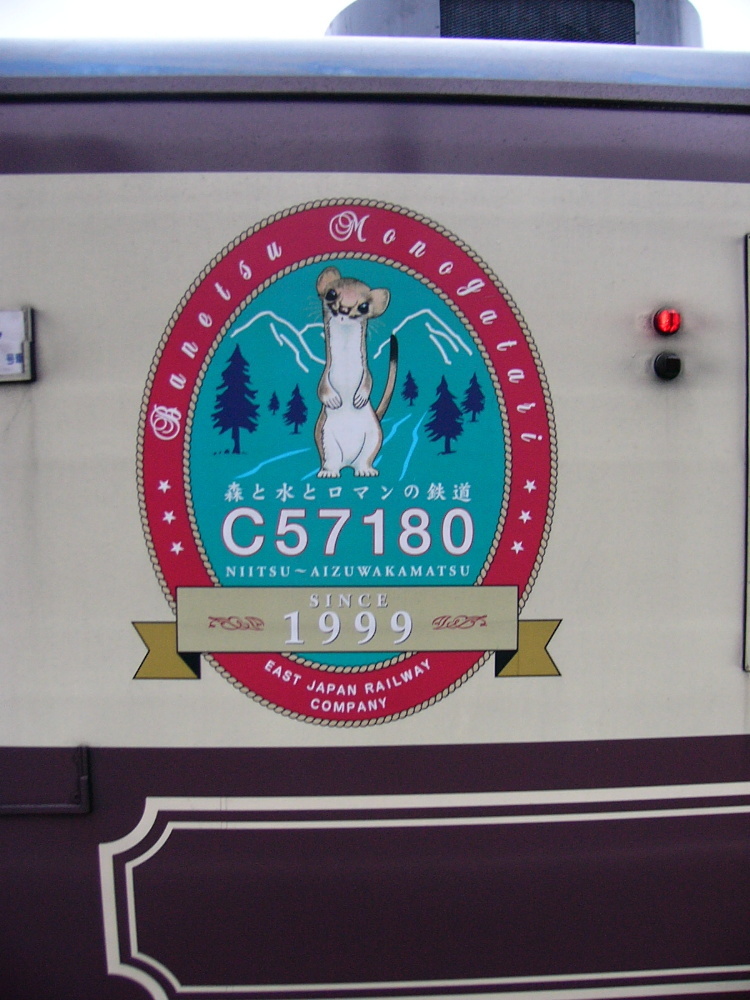 Banetsu Monogatari
森と水とロマンの鉄道
C57180
NIITSU〜AIZUWAKAMATSU
SINCE
1999
EAST JAPAN RAILWAY
COMPANY